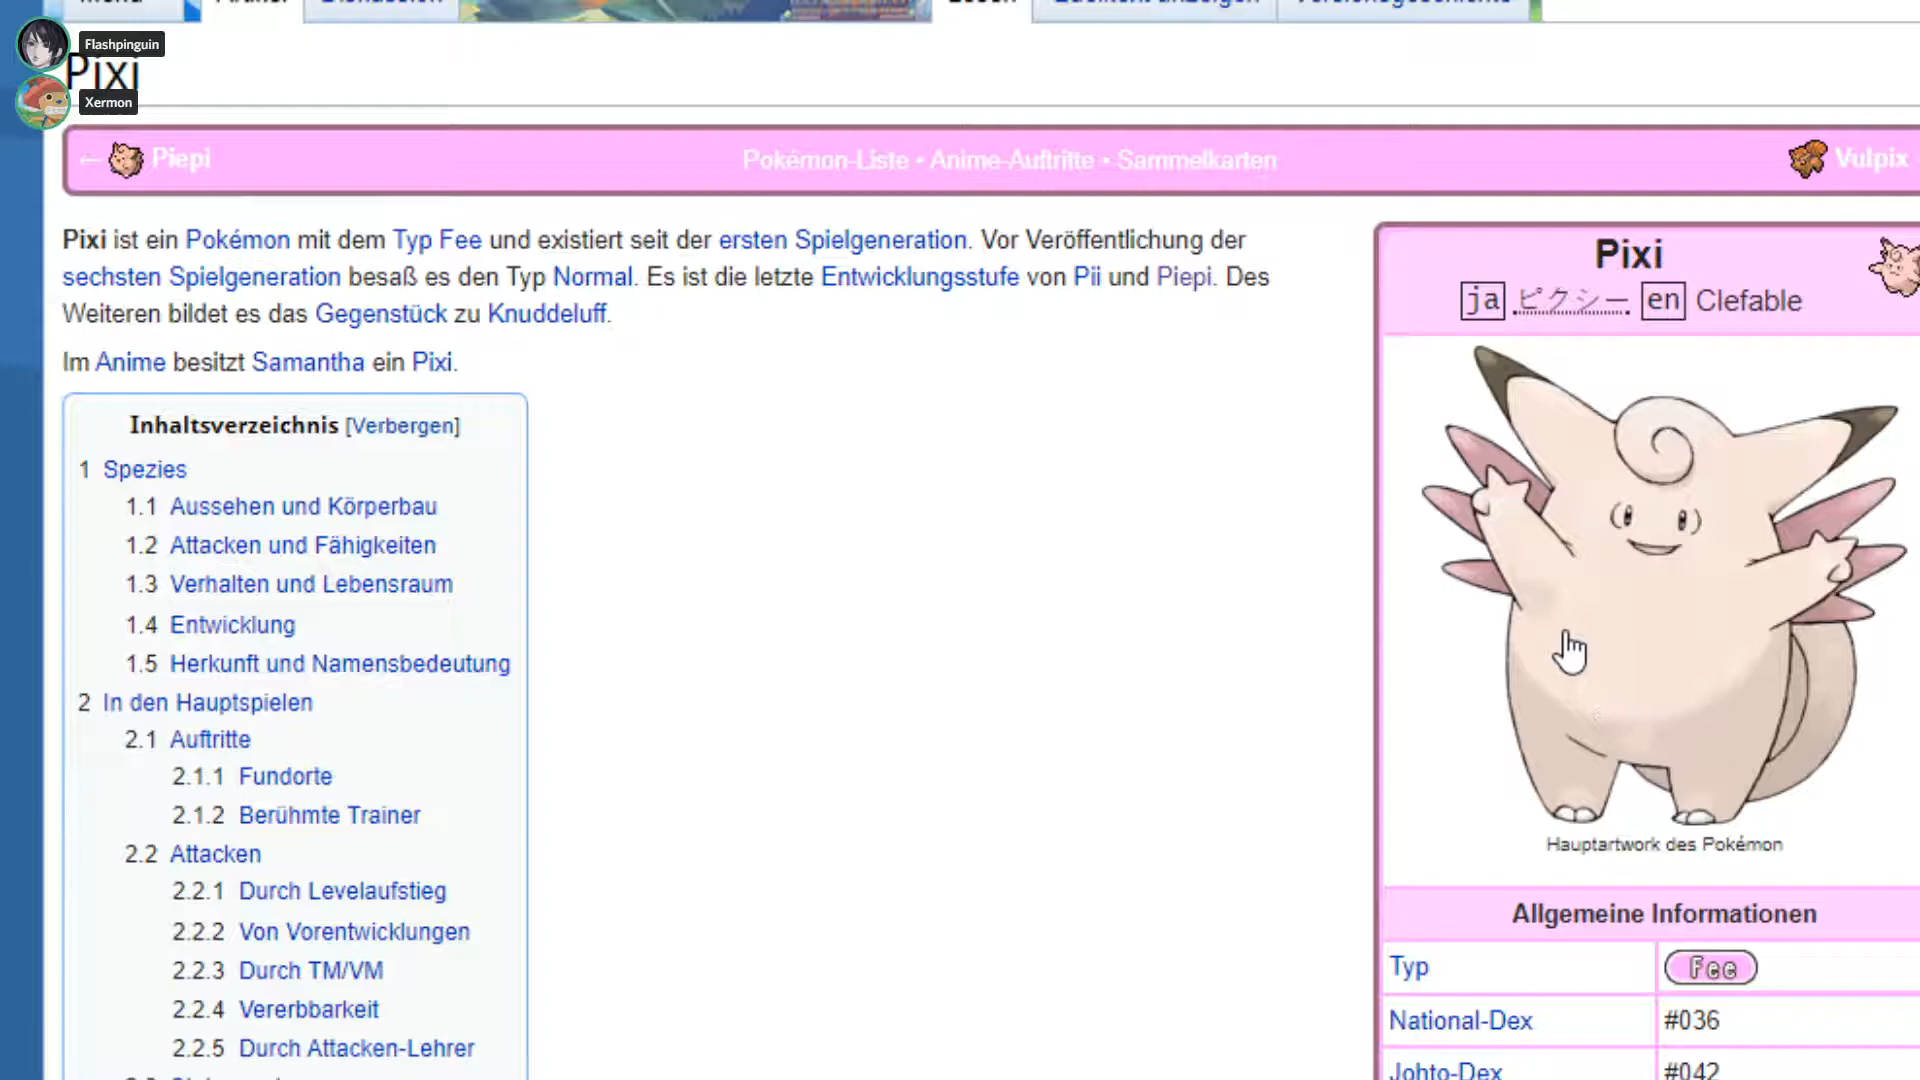 Flashpinguin
Pixi
Xermon
← Piepi
Pokémon-Liste • Anime-Auftritte • Sammelkarten
Vulpix
Pixi ist ein Pokémon mit dem Typ Fee und existiert seit der ersten Spielgeneration. Vor Veröffentlichung der
sechsten Spielgeneration besaß es den Typ Normal. Es ist die letzte Entwicklungsstufe von Pii und Piepi. Des
Weiteren bildet es das Gegenstück zu Knuddeluff.
Im Anime besitzt Samantha ein Pixi.
Inhaltsverzeichnis [Verbergen]
1 Spezies
1.1 Aussehen und Körperbau
1.2 Attacken und Fähigkeiten
1.3 Verhalten und Lebensraum
1.4 Entwicklung
1.5 Herkunft und Namensbedeutung
2 In den Hauptspielen
2.1 Auftritte
2.1.1 Fundorte
2.1.2 Berühmte Trainer
2.2 Attacken
2.2.1 Durch Levelaufstieg
2.2.2 Von Vorentwicklungen
2.2.3 Durch TM/VM
2.2.4 Vererbbarkeit
2.2.5 Durch Attacken-Lehrer
Pixi
ja ピクシー en Clefable
Hauptartwork des Pokémon
Allgemeine Informationen
Typ Fee
National-Dex #036
Johto-Dex #042